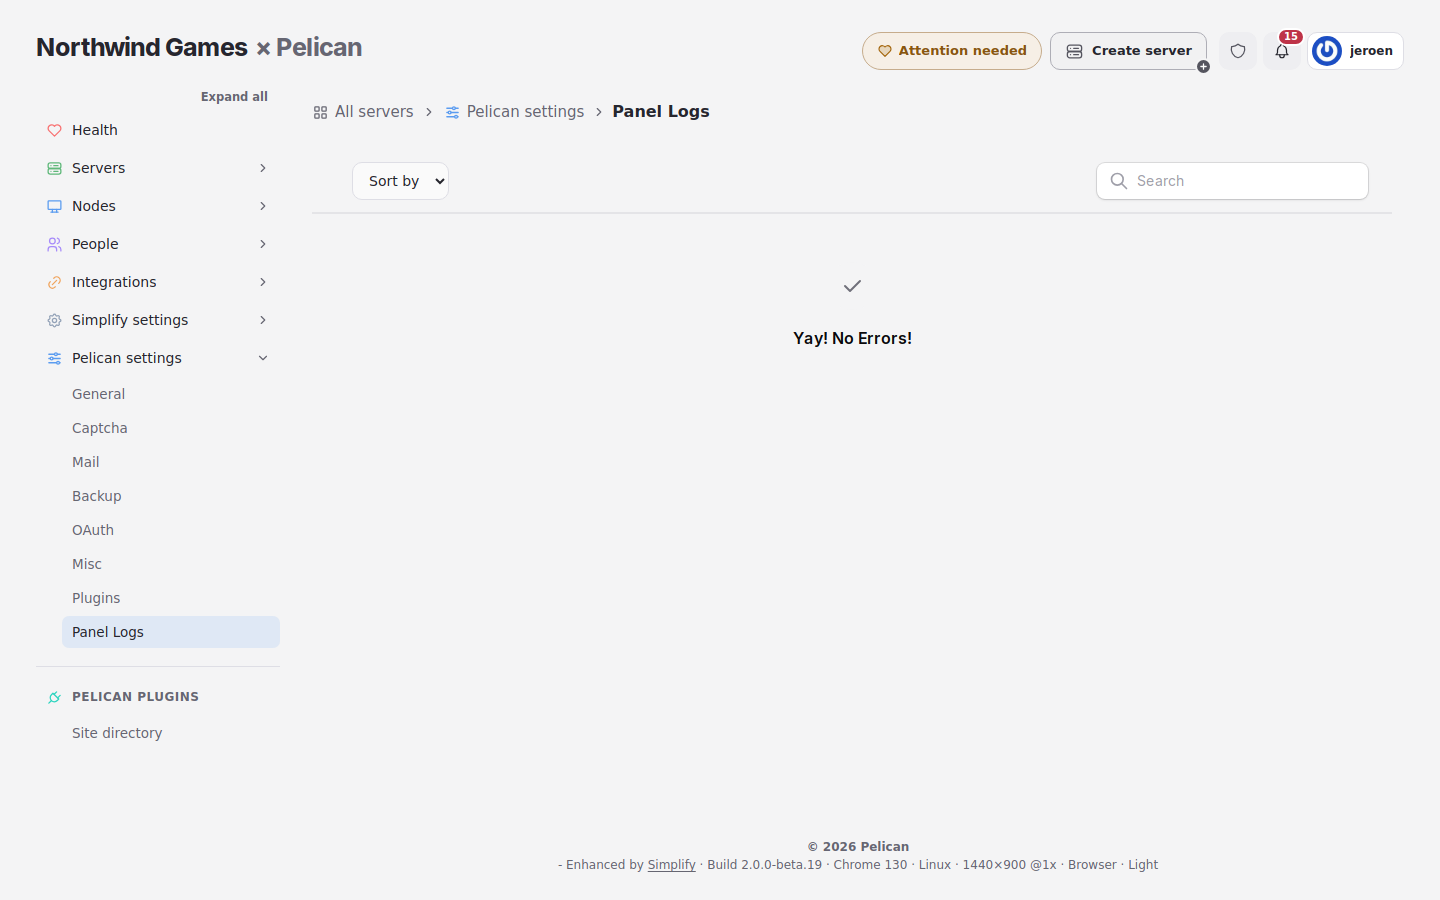 Northwind Games × Pelican
Attention needed
Create server
15
jeroen
Expand all
Health
Servers
Nodes
People
Integrations
Simplify settings
Pelican settings
General
Captcha
Mail
Backup
OAuth
Misc
Plugins
Panel Logs
PELICAN PLUGINS
Site directory
All servers > Pelican settings > Panel Logs
Sort by
Search
Yay! No Errors!
© 2026 Pelican
- Enhanced by Simplify · Build 2.0.0-beta.19 · Chrome 130 · Linux · 1440×900 @1x · Browser · Light